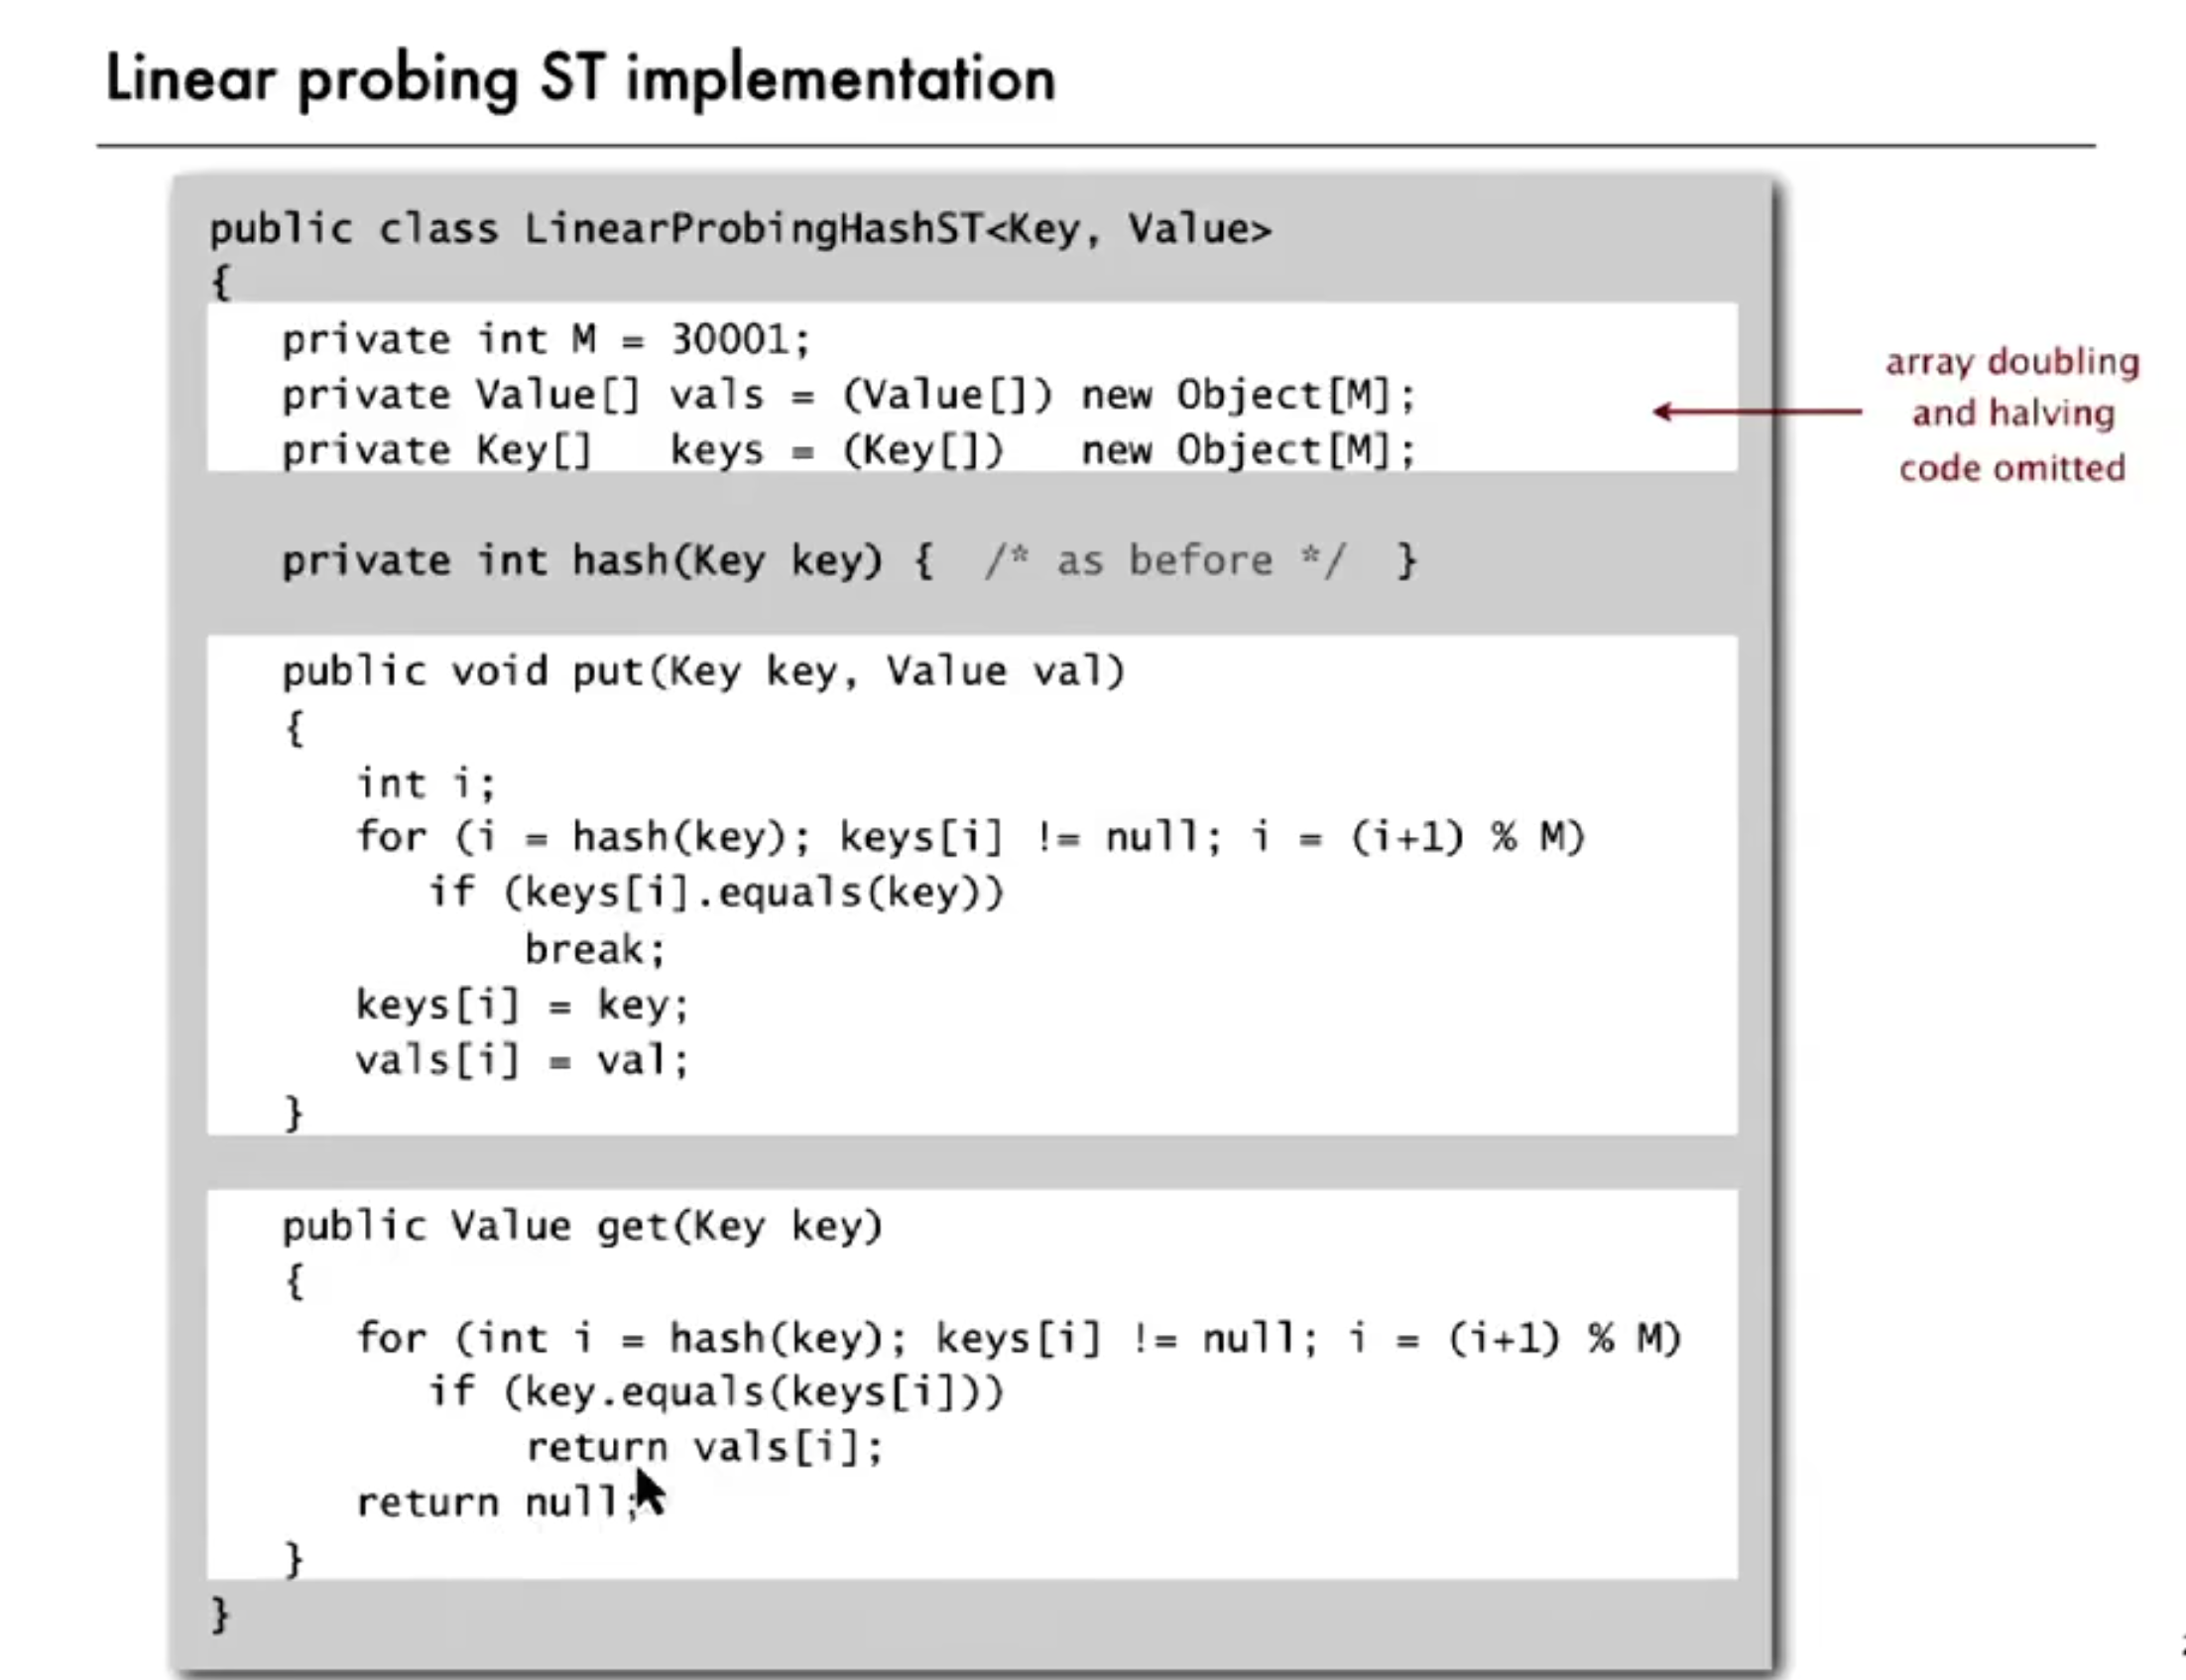 Linear probing ST implementation
public class LinearProbingHashST<Key, Value>
{
   private int M = 30001;
   private Value[] vals = (Value[]) new Object[M];
   private Key[]   keys = (Key[])   new Object[M];
array doubling
and halving
code omitted
   private int hash(Key key) {  /* as before */  }
   public void put(Key key, Value val)
   {
      int i;
      for (i = hash(key); keys[i] != null; i = (i+1) % M)
         if (keys[i].equals(key))
             break;
      keys[i] = key;
      vals[i] = val;
   }
   public Value get(Key key)
   {
      for (int i = hash(key); keys[i] != null; i = (i+1) % M)
         if (key.equals(keys[i]))
             return vals[i];
      return null;
   }
}